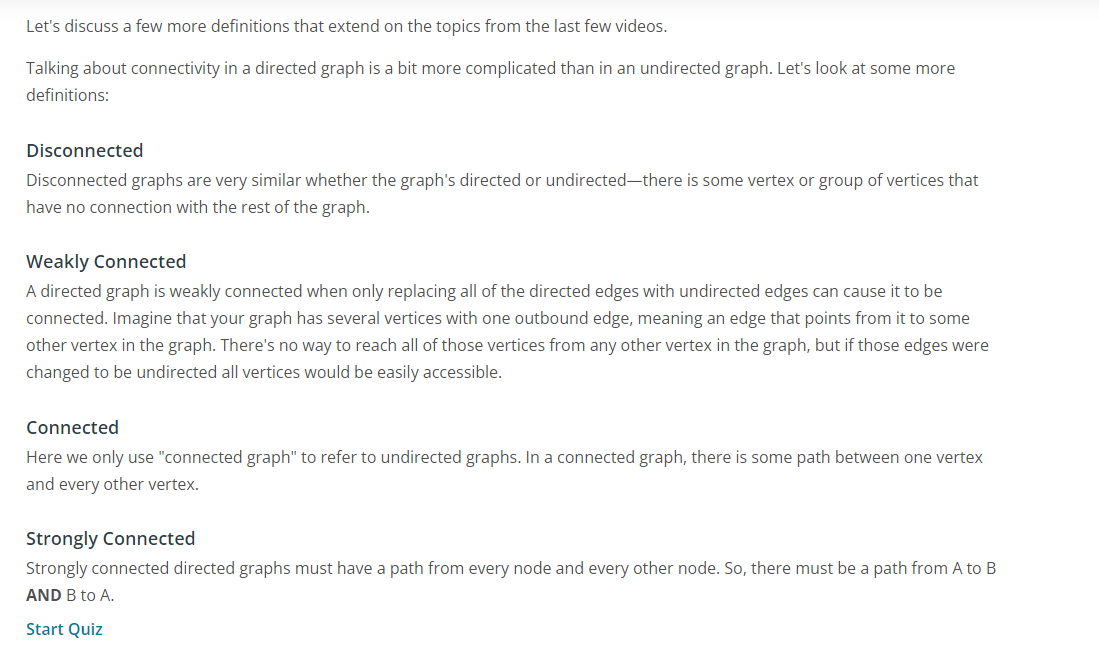 Let's discuss a few more definitions that extend on the topics from the last few videos.
Talking about connectivity in a directed graph is a bit more complicated than in an undirected graph. Let's look at some more
definitions:
Disconnected
Disconnected graphs are very similar whether the graph's directed or undirected—there is some vertex or group of vertices that
have no connection with the rest of the graph.
Weakly Connected
A directed graph is weakly connected when only replacing all of the directed edges with undirected edges can cause it to be
connected. Imagine that your graph has several vertices with one outbound edge, meaning an edge that points from it to some
other vertex in the graph. There's no way to reach all of those vertices from any other vertex in the graph, but if those edges were
changed to be undirected all vertices would be easily accessible.
Connected
Here we only use "connected graph" to refer to undirected graphs. In a connected graph, there is some path between one vertex
and every other vertex.
Strongly Connected
Strongly connected directed graphs must have a path from every node and every other node. So, there must be a path from A to B
AND B to A.
Start Quiz